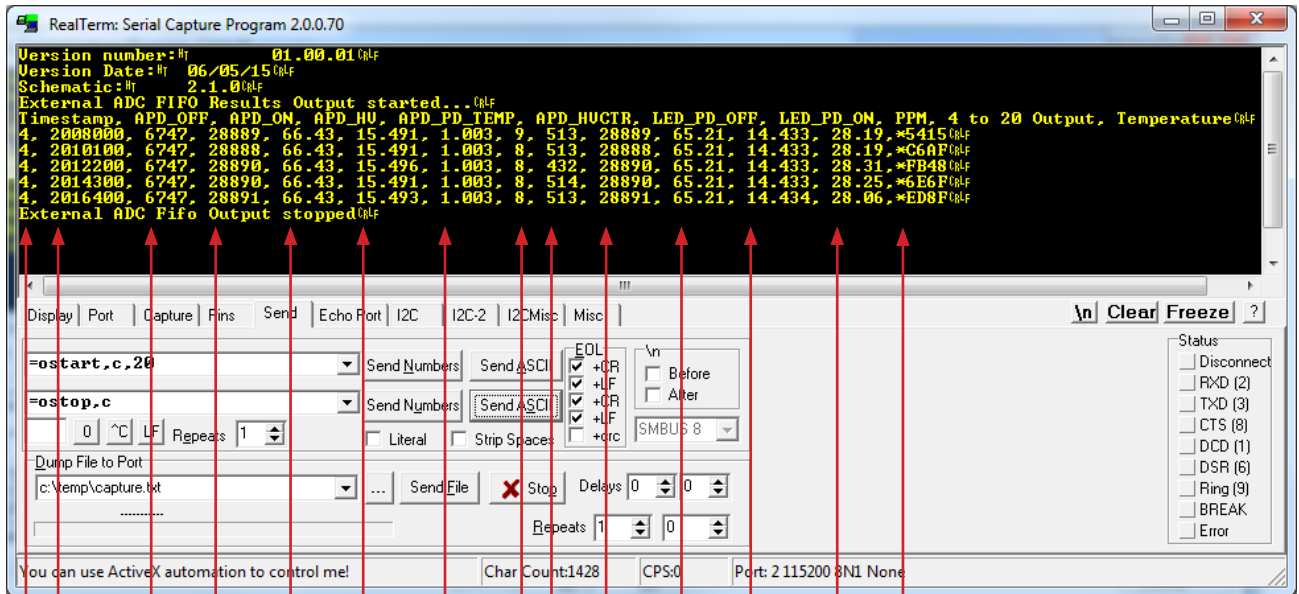 RealTerm: Serial Capture Program 2.0.0.70
Version number:HT 01.00.01CRLF
Version Date:HT 06/05/15CRLF
Schematic:HT 2.1.0CRLF
External ADC FIFO Results Output started...CRLF
Timestamp, APD_OFF, APD_ON, APD_HV, APD_PD_TEMP, APD_HVCTR, LED_PD_OFF, LED_PD_ON, PPM, 4 to 20 Output, TemperatureCRLF
4, 2008000, 6747, 28889, 66.43, 15.491, 1.003, 9, 513, 28889, 65.21, 14.433, 28.19,*5415CRLF
4, 2010100, 6747, 28888, 66.43, 15.491, 1.003, 8, 513, 28888, 65.21, 14.433, 28.19,*C6AFCRLF
4, 2012200, 6747, 28890, 66.43, 15.496, 1.003, 8, 432, 28890, 65.21, 14.433, 28.31,*FB48CRLF
4, 2014300, 6747, 28890, 66.43, 15.491, 1.003, 8, 514, 28890, 65.21, 14.433, 28.25,*6E6FCRLF
4, 2016400, 6747, 28891, 66.43, 15.493, 1.003, 8, 513, 28891, 65.21, 14.434, 28.06,*ED8FCRLF
External ADC Fifo Output stoppedCRLF
Display Port Capture Pins Send Echo Port I2C I2C-2 I2CMisc Misc \n Clear Freeze ?
=ostart,c,20 Send Numbers Send ASCII
=ostop,c Send Numbers Send ASCII
0 ^C LF Repeats 1 Literal Strip Spaces
EOL
+CR
+LF
+CR
+LF
+crc
\n
Before
After
SMBUS 8
Dump File to Port
c:\temp\capture.txt ... Send File Stop Delays 0 0
Repeats 1 0
Status
Disconnect
RXD (2)
TXD (3)
CTS (8)
DCD (1)
DSR (6)
Ring (9)
BREAK
Error
You can use ActiveX automation to control me! Char Count:1428 CPS:0 Port: 2 115200 8N1 None